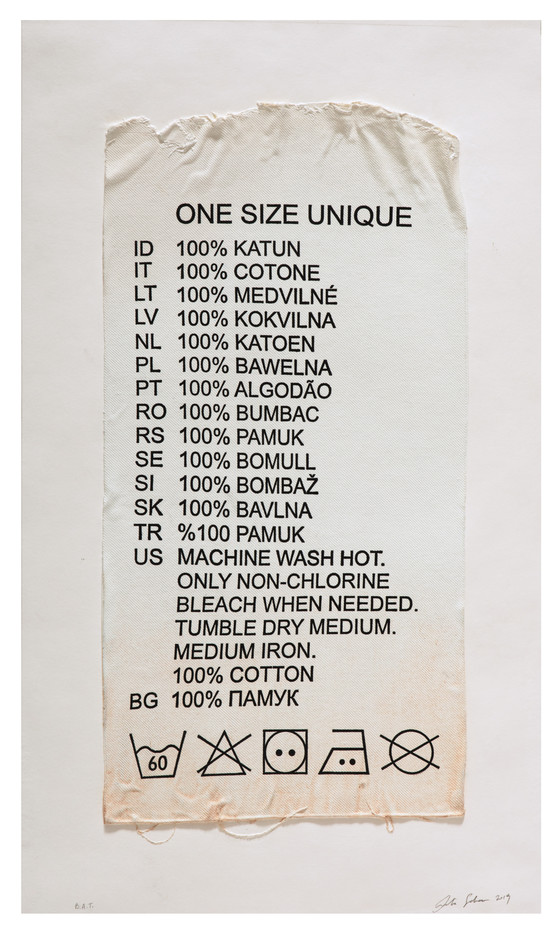 ONE SIZE UNIQUE
ID 100% KATUN
IT 100% COTONE
LT 100% MEDVILNÉ
LV 100% KOKVILNA
NL 100% KATOEN
PL 100% BAWELNA
PT 100% ALGODÃO
RO 100% BUMBAC
RS 100% PAMUK
SE 100% BOMULL
SI 100% BOMBAŽ
SK 100% BAVLNA
TR %100 PAMUK
US MACHINE WASH HOT.
ONLY NON-CHLORINE
BLEACH WHEN NEEDED.
TUMBLE DRY MEDIUM.
MEDIUM IRON.
100% COTTON
BG 100% ПАМУК
60
B.A.T.
2019